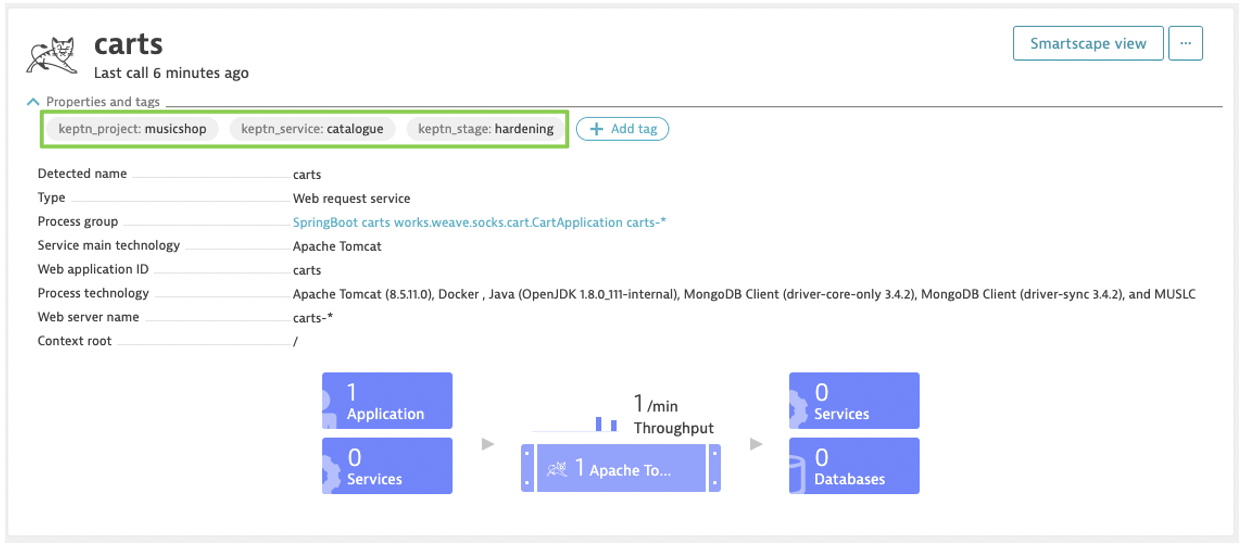 carts
Last call 6 minutes ago
Smartscape view
...
Properties and tags
keptn_project: musicshop keptn_service: catalogue keptn_stage: hardening + Add tag
Detected name carts
Type Web request service
Process group SpringBoot carts works.weave.socks.cart.CartApplication carts-*
Service main technology Apache Tomcat
Web application ID carts
Process technology Apache Tomcat (8.5.11.0), Docker , Java (OpenJDK 1.8.0_111-internal), MongoDB Client (driver-core-only 3.4.2), MongoDB Client (driver-sync 3.4.2), and MUSLC
Web server name carts-*
Context root /
1
Application
0
Services
1 /min
Throughput
1 Apache To...
0
Services
0
Databases